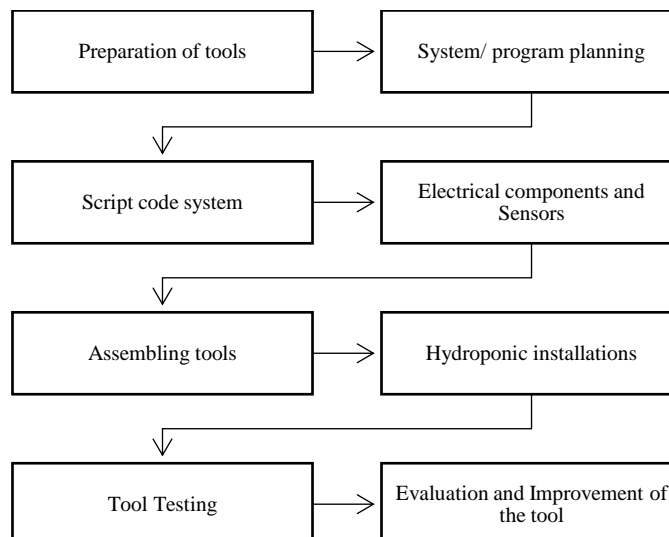 Preparation of tools
System/ program planning
Script code system
Electrical components and
Sensors
Assembling tools
Hydroponic installations
Tool Testing
Evaluation and Improvement of
the tool